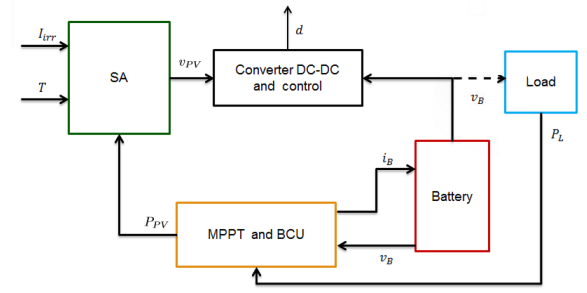 I_irr
T
SA
v_PV
d
Converter DC-DC
and control
v_B
Load
P_L
i_B
Battery
P_PV
MPPT and BCU
v_B